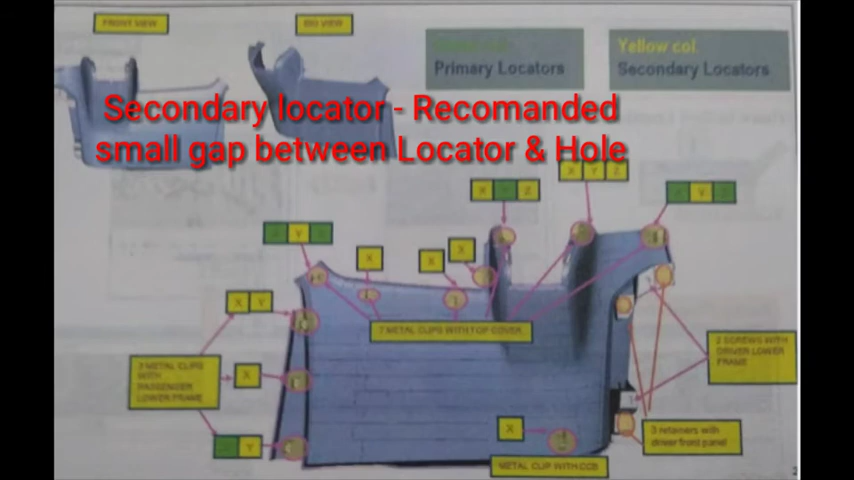 FRONT VIEW
ISO VIEW
Primary Locators
Yellow col.
Secondary Locators
Secondary locator - Recomanded
small gap between Locator & Hole
X Y Z
X Y Z
Y
Y
X
X
X
X Y
7 METAL CLIPS WITH TOP COVER
2 SCREWS WITH
DRIVER LOWER
FRAME
3 METAL CLIPS
WITH
PASSENGER
LOWER FRAME
X
X
Y
3 retainers with
driver front panel
METAL CLIP WITH CCB